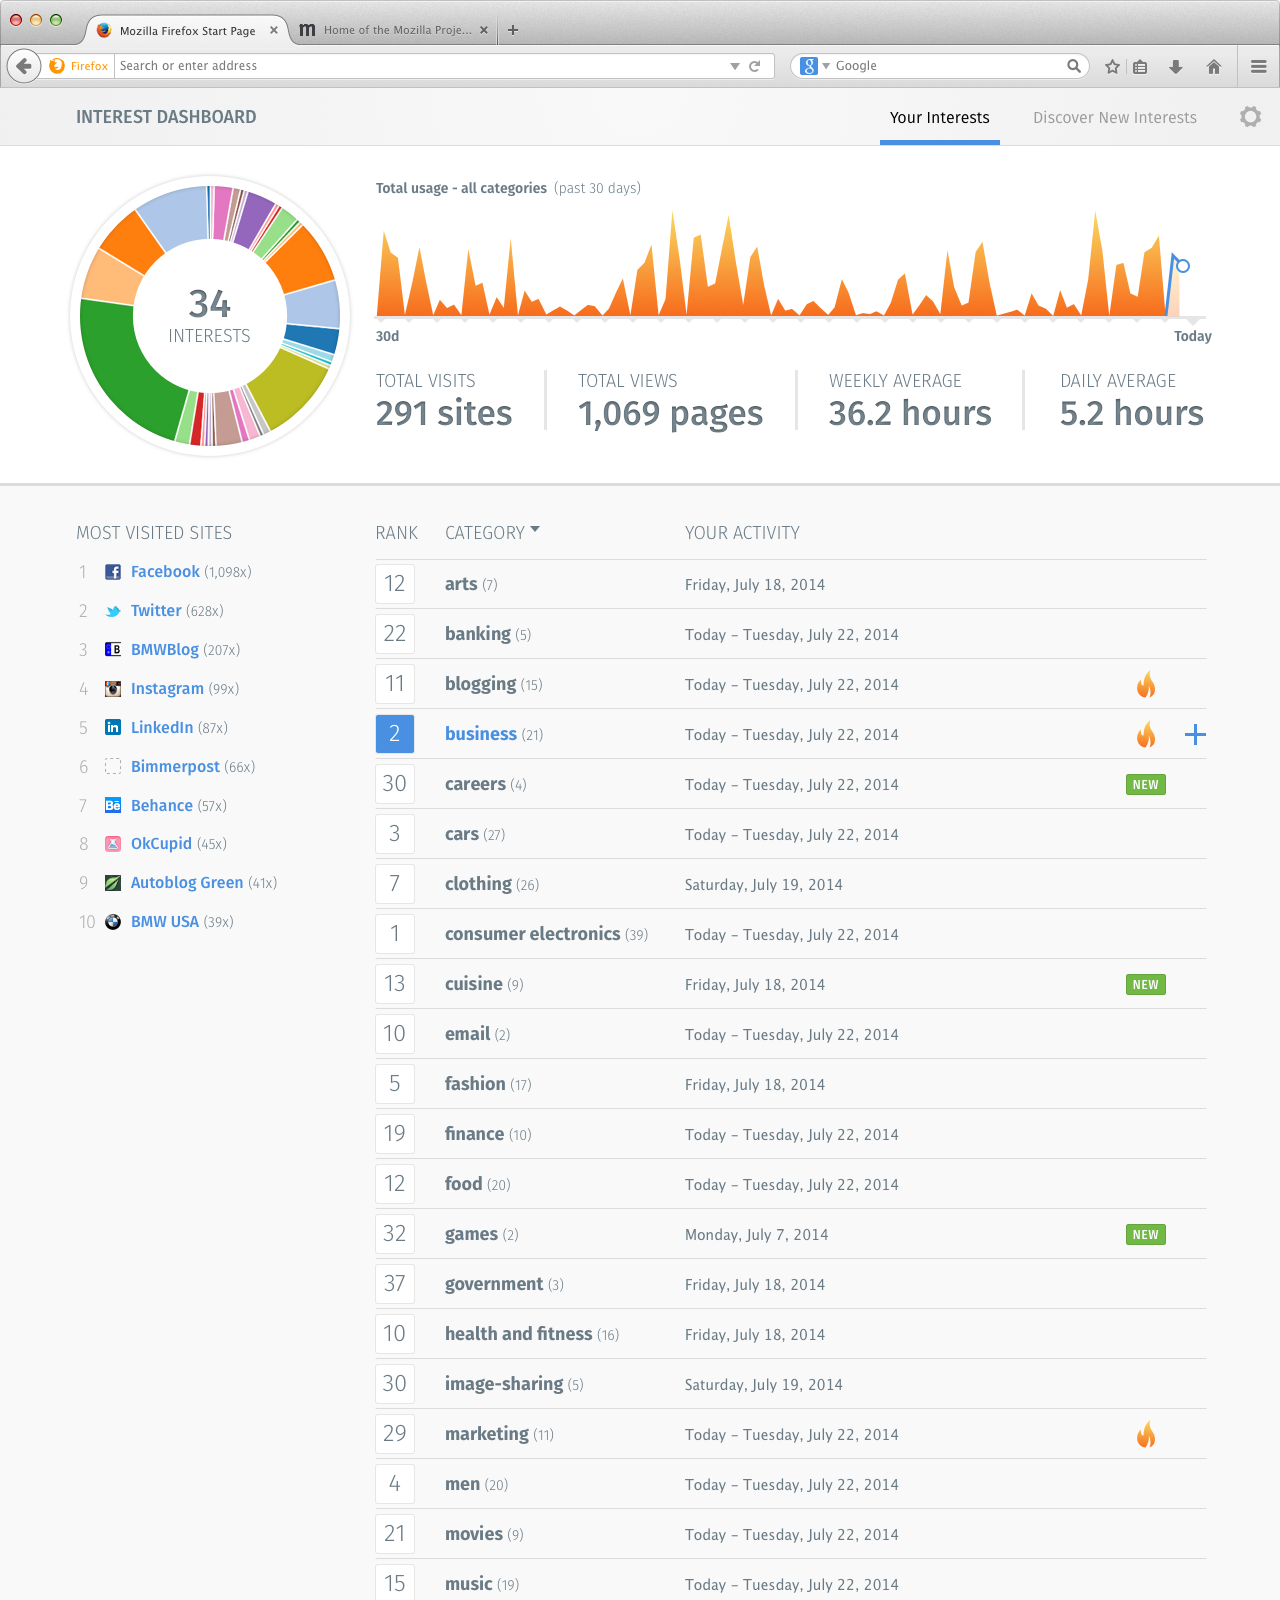 Mozilla Firefox Start Page
Home of the Mozilla Proje...
Firefox
Search or enter address
Google
INTEREST DASHBOARD
Your Interests
Discover New Interests
34
INTERESTS
Total usage - all categories (past 30 days)
30d
Today
TOTAL VISITS
291 sites
TOTAL VIEWS
1,069 pages
WEEKLY AVERAGE
36.2 hours
DAILY AVERAGE
5.2 hours
MOST VISITED SITES
1 Facebook (1,098x)
2 Twitter (628x)
3 BMWBlog (207x)
4 Instagram (99x)
5 LinkedIn (87x)
6 Bimmerpost (66x)
7 Behance (57x)
8 OkCupid (45x)
9 Autoblog Green (41x)
10 BMW USA (39x)
RANK CATEGORY YOUR ACTIVITY
12 arts (7) Friday, July 18, 2014
22 banking (5) Today – Tuesday, July 22, 2014
11 blogging (15) Today – Tuesday, July 22, 2014
2 business (21) Today – Tuesday, July 22, 2014
30 careers (4) Today – Tuesday, July 22, 2014 NEW
3 cars (27) Today – Tuesday, July 22, 2014
7 clothing (26) Saturday, July 19, 2014
1 consumer electronics (39) Today – Tuesday, July 22, 2014
13 cuisine (9) Friday, July 18, 2014 NEW
10 email (2) Today – Tuesday, July 22, 2014
5 fashion (17) Friday, July 18, 2014
19 finance (10) Today – Tuesday, July 22, 2014
12 food (20) Today – Tuesday, July 22, 2014
32 games (2) Monday, July 7, 2014 NEW
37 government (3) Friday, July 18, 2014
10 health and fitness (16) Friday, July 18, 2014
30 image-sharing (5) Saturday, July 19, 2014
29 marketing (11) Today – Tuesday, July 22, 2014
4 men (20) Today – Tuesday, July 22, 2014
21 movies (9) Today – Tuesday, July 22, 2014
15 music (19) Today – Tuesday, July 22, 2014